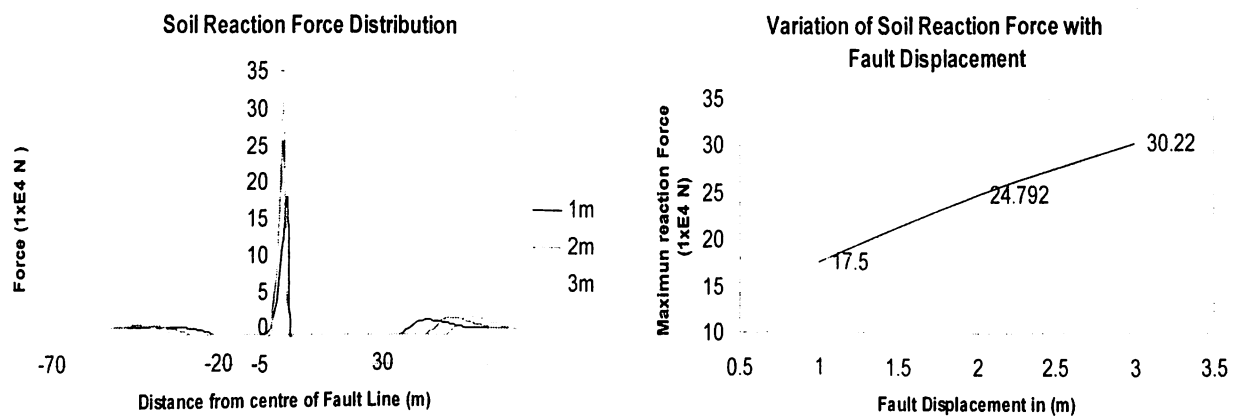 Soil Reaction Force Distribution
35
30
25
20
15
10
5
0
Force (1xE4 N )
-70
-20
-5
30
Distance from centre of Fault Line (m)
1m
2m
3m
Variation of Soil Reaction Force with
Fault Displacement
35
30
25
20
15
10
Maximun reaction Force
(1xE4 N)
17.5
24.792
30.22
0.5
1
1.5
2
2.5
3
3.5
Fault Displacement in (m)